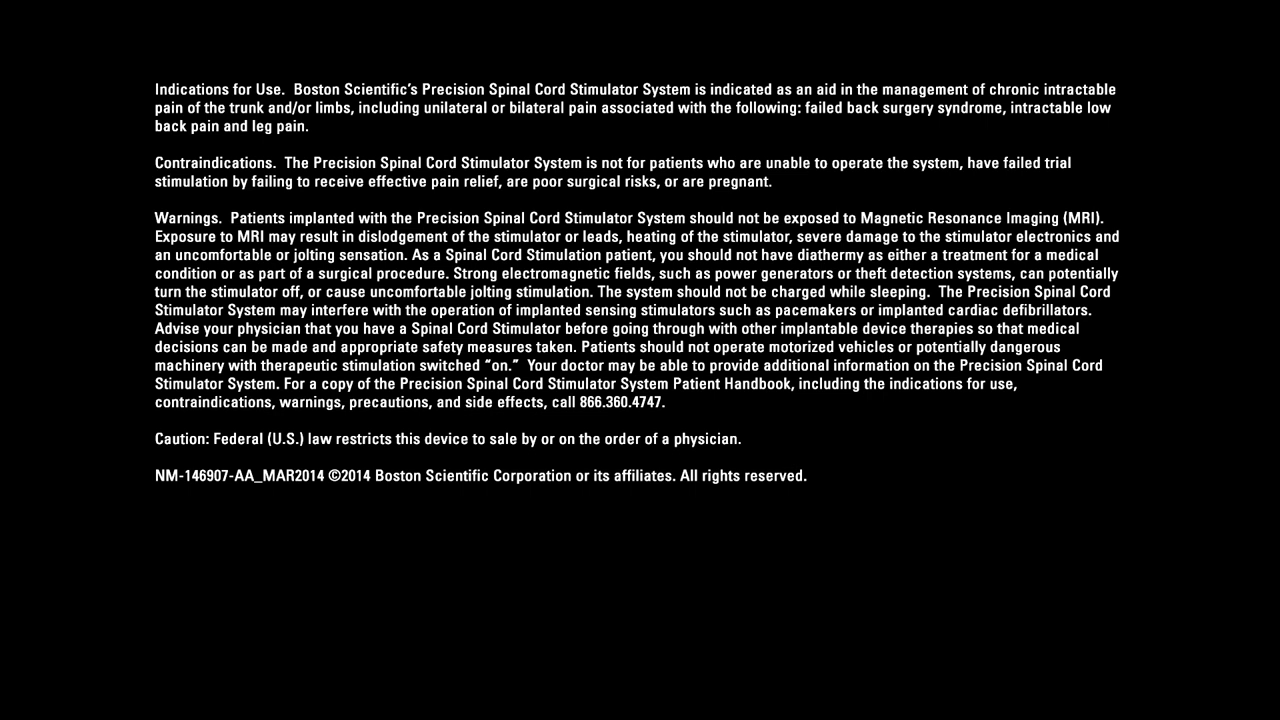 Indications for Use.  Boston Scientific’s Precision Spinal Cord Stimulator System is indicated as an aid in the management of chronic intractable
pain of the trunk and/or limbs, including unilateral or bilateral pain associated with the following: failed back surgery syndrome, intractable low
back pain and leg pain.
Contraindications.  The Precision Spinal Cord Stimulator System is not for patients who are unable to operate the system, have failed trial
stimulation by failing to receive effective pain relief, are poor surgical risks, or are pregnant.
Warnings.  Patients implanted with the Precision Spinal Cord Stimulator System should not be exposed to Magnetic Resonance Imaging (MRI).
Exposure to MRI may result in dislodgement of the stimulator or leads, heating of the stimulator, severe damage to the stimulator electronics and
an uncomfortable or jolting sensation. As a Spinal Cord Stimulation patient, you should not have diathermy as either a treatment for a medical
condition or as part of a surgical procedure. Strong electromagnetic fields, such as power generators or theft detection systems, can potentially
turn the stimulator off, or cause uncomfortable jolting stimulation. The system should not be charged while sleeping.  The Precision Spinal Cord
Stimulator System may interfere with the operation of implanted sensing stimulators such as pacemakers or implanted cardiac defibrillators.
Advise your physician that you have a Spinal Cord Stimulator before going through with other implantable device therapies so that medical
decisions can be made and appropriate safety measures taken. Patients should not operate motorized vehicles or potentially dangerous
machinery with therapeutic stimulation switched “on.”  Your doctor may be able to provide additional information on the Precision Spinal Cord
Stimulator System. For a copy of the Precision Spinal Cord Stimulator System Patient Handbook, including the indications for use,
contraindications, warnings, precautions, and side effects, call 866.360.4747.
Caution: Federal (U.S.) law restricts this device to sale by or on the order of a physician.
NM-146907-AA_MAR2014 ©2014 Boston Scientific Corporation or its affiliates. All rights reserved.